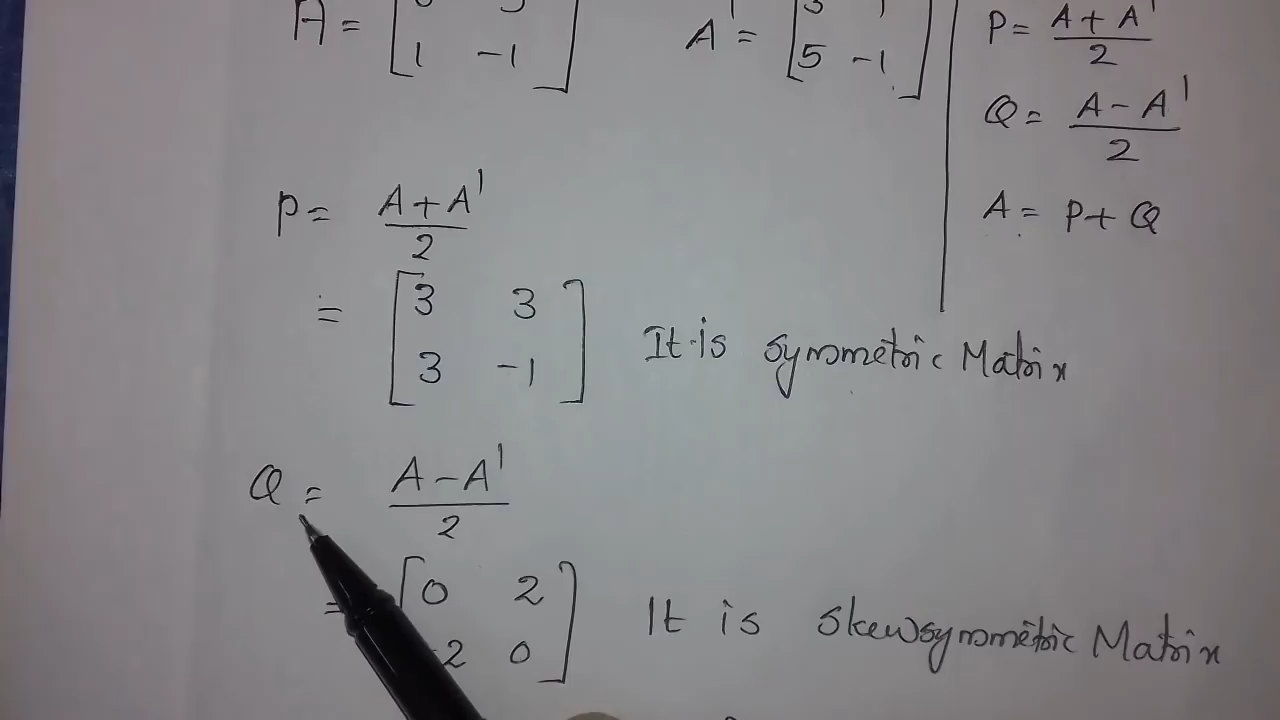 A =
1 -1
A' =
5 -1
P = A + A' / 2
Q = A - A' / 2
A = P + Q
P = A + A' / 2
= [ 3 3
3 -1 ] It is symmetric Matrix
Q = A - A' / 2
= [ 0 2
-2 0 ] It is skewsymmetric Matrix